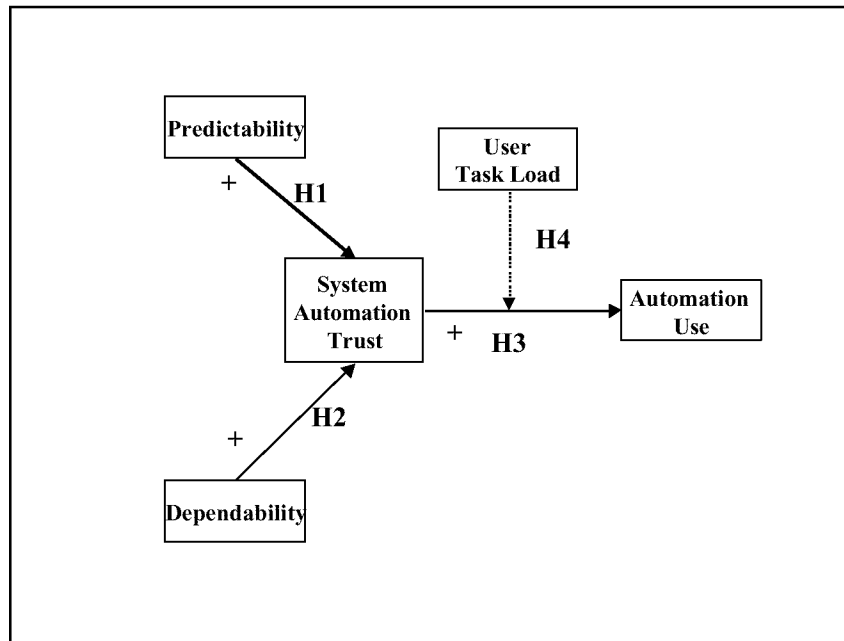 Predictability
+
H1
User
Task Load
H4
System
Automation
Trust
+
H3
Automation
Use
+
H2
Dependability